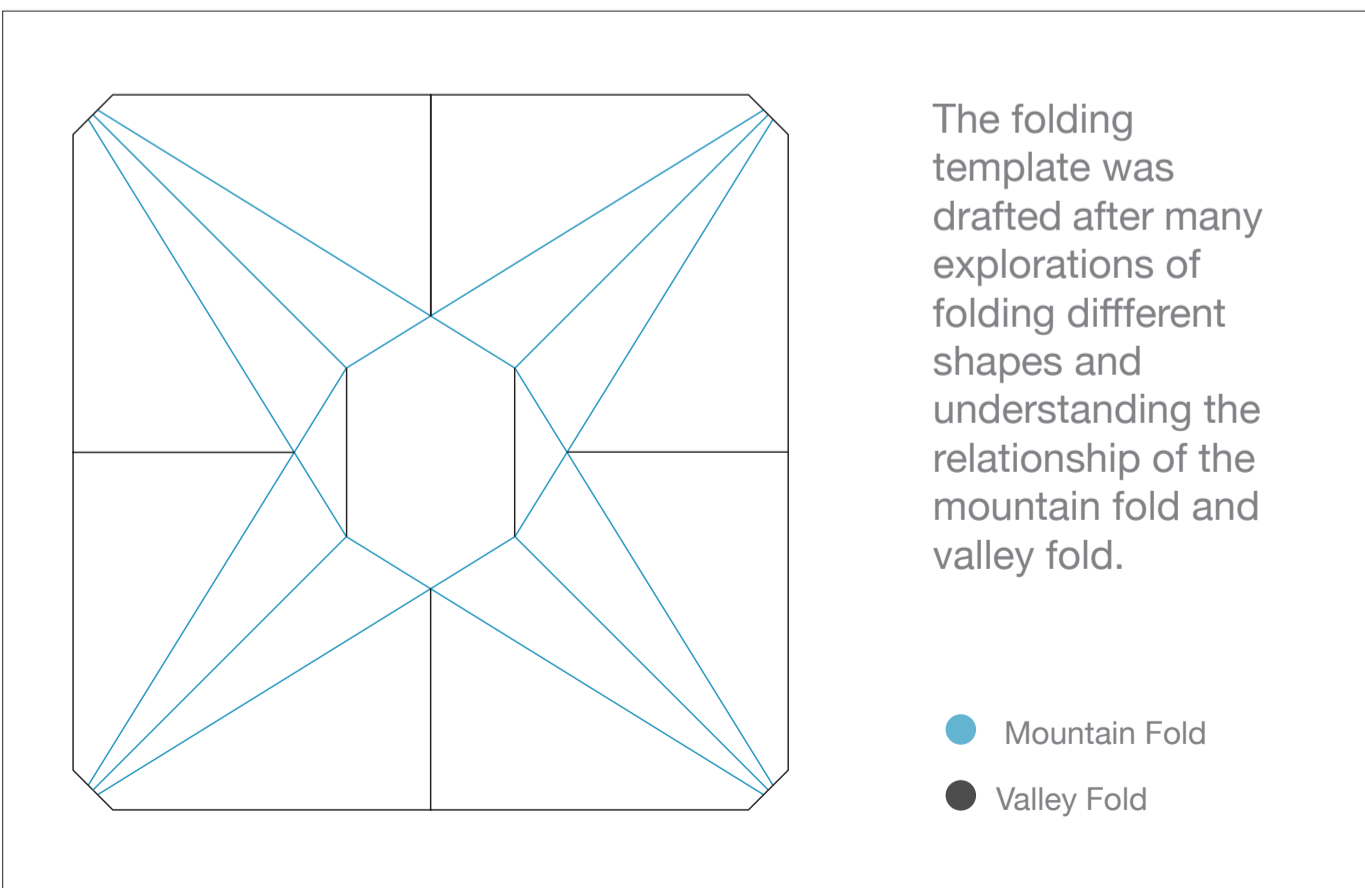 The folding
template was
drafted after many
explorations of
folding diffferent
shapes and
understanding the
relationship of the
mountain fold and
valley fold.
Mountain Fold
Valley Fold